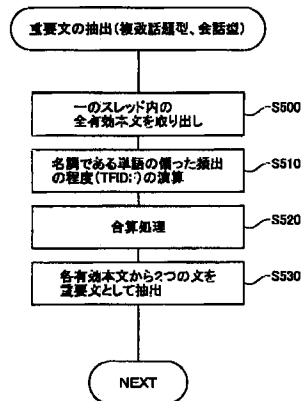 重要文の抽出(複数話題型、会話型)
一のスレッド内の
全有効本文を取り出し
S500
名詞である単語の偏った頻出
の程度(TFIDF)の演算
S510
合算処理
S520
各有効本文から2つの文を
重要文として抽出
S530
NEXT